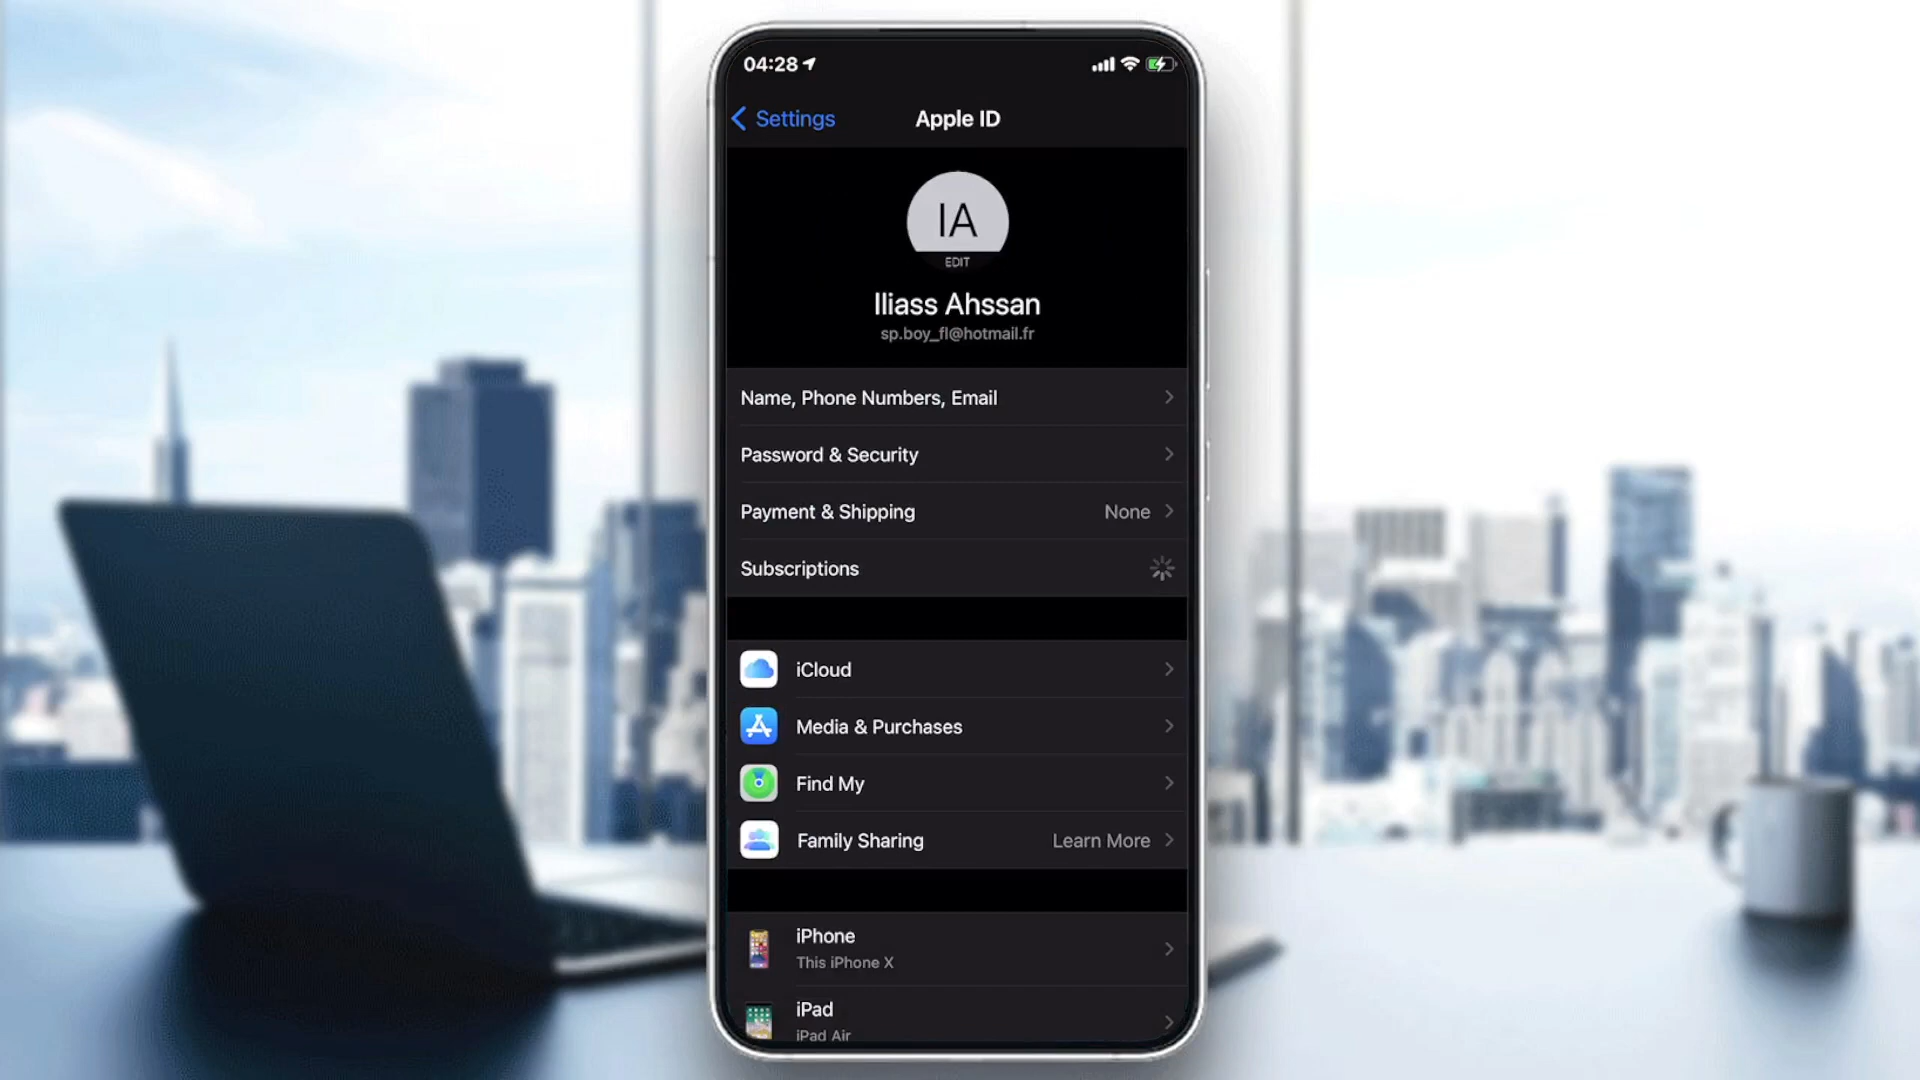 04:28
Settings
Apple ID
IA
EDIT
Iliass Ahssan
sp.boy_fl@hotmail.fr
Name, Phone Numbers, Email
Password & Security
Payment & Shipping None
Subscriptions
iCloud
Media & Purchases
Find My
Family Sharing Learn More
iPhone
This iPhone X
iPad
iPad Air